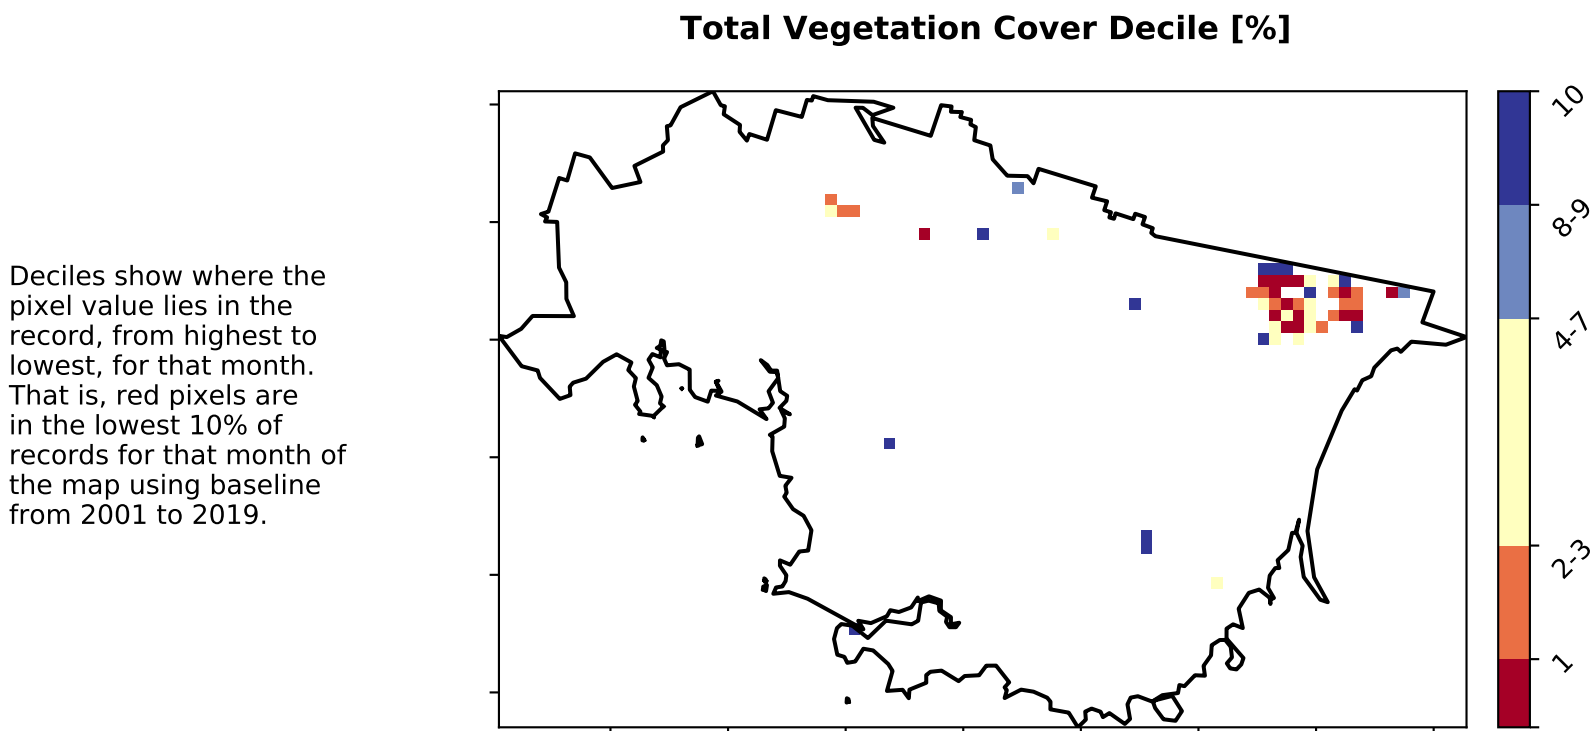 Total Vegetation Cover Decile [%]
Deciles show where the
pixel value lies in the
record, from highest to
lowest, for that month.
That is, red pixels are
in the lowest 10% of
records for that month of
the map using baseline
from 2001 to 2019.
10
8-9
4-7
2-3
1